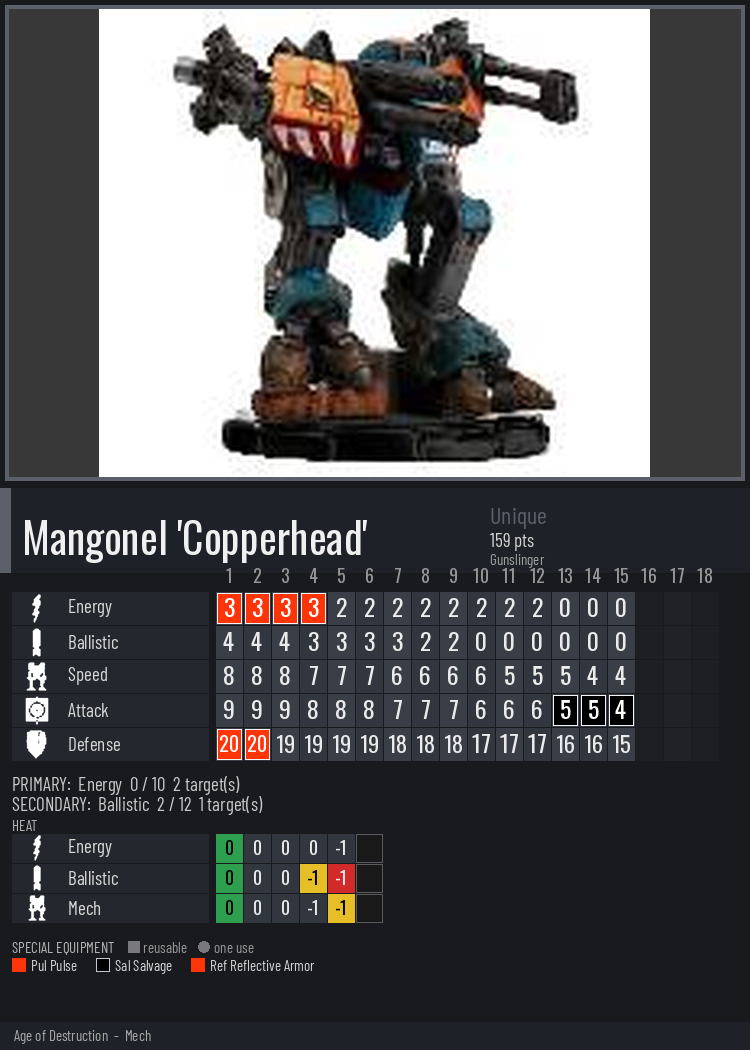 Mangonel 'Copperhead'
Unique
159 pts
Gunslinger
1 2 3 4 5 6 7 8 9 10 11 12 13 14 15 16 17 18
Energy 3 3 3 3 2 2 2 2 2 2 2 2 0 0 0
Ballistic 4 4 4 3 3 3 3 2 2 0 0 0 0 0 0
Speed 8 8 8 7 7 7 6 6 6 6 5 5 5 4 4
Attack 9 9 9 8 8 8 7 7 7 6 6 6 5 5 4
Defense 20 20 19 19 19 19 18 18 18 17 17 17 16 16 15
PRIMARY: Energy 0 / 10 2 target(s)
SECONDARY: Ballistic 2 / 12 1 target(s)
HEAT
Energy 0 0 0 0 -1
Ballistic 0 0 0 -1 -1
Mech 0 0 0 -1 -1
SPECIAL EQUIPMENT reusable one use
Pul Pulse Sal Salvage Ref Reflective Armor
Age of Destruction - Mech